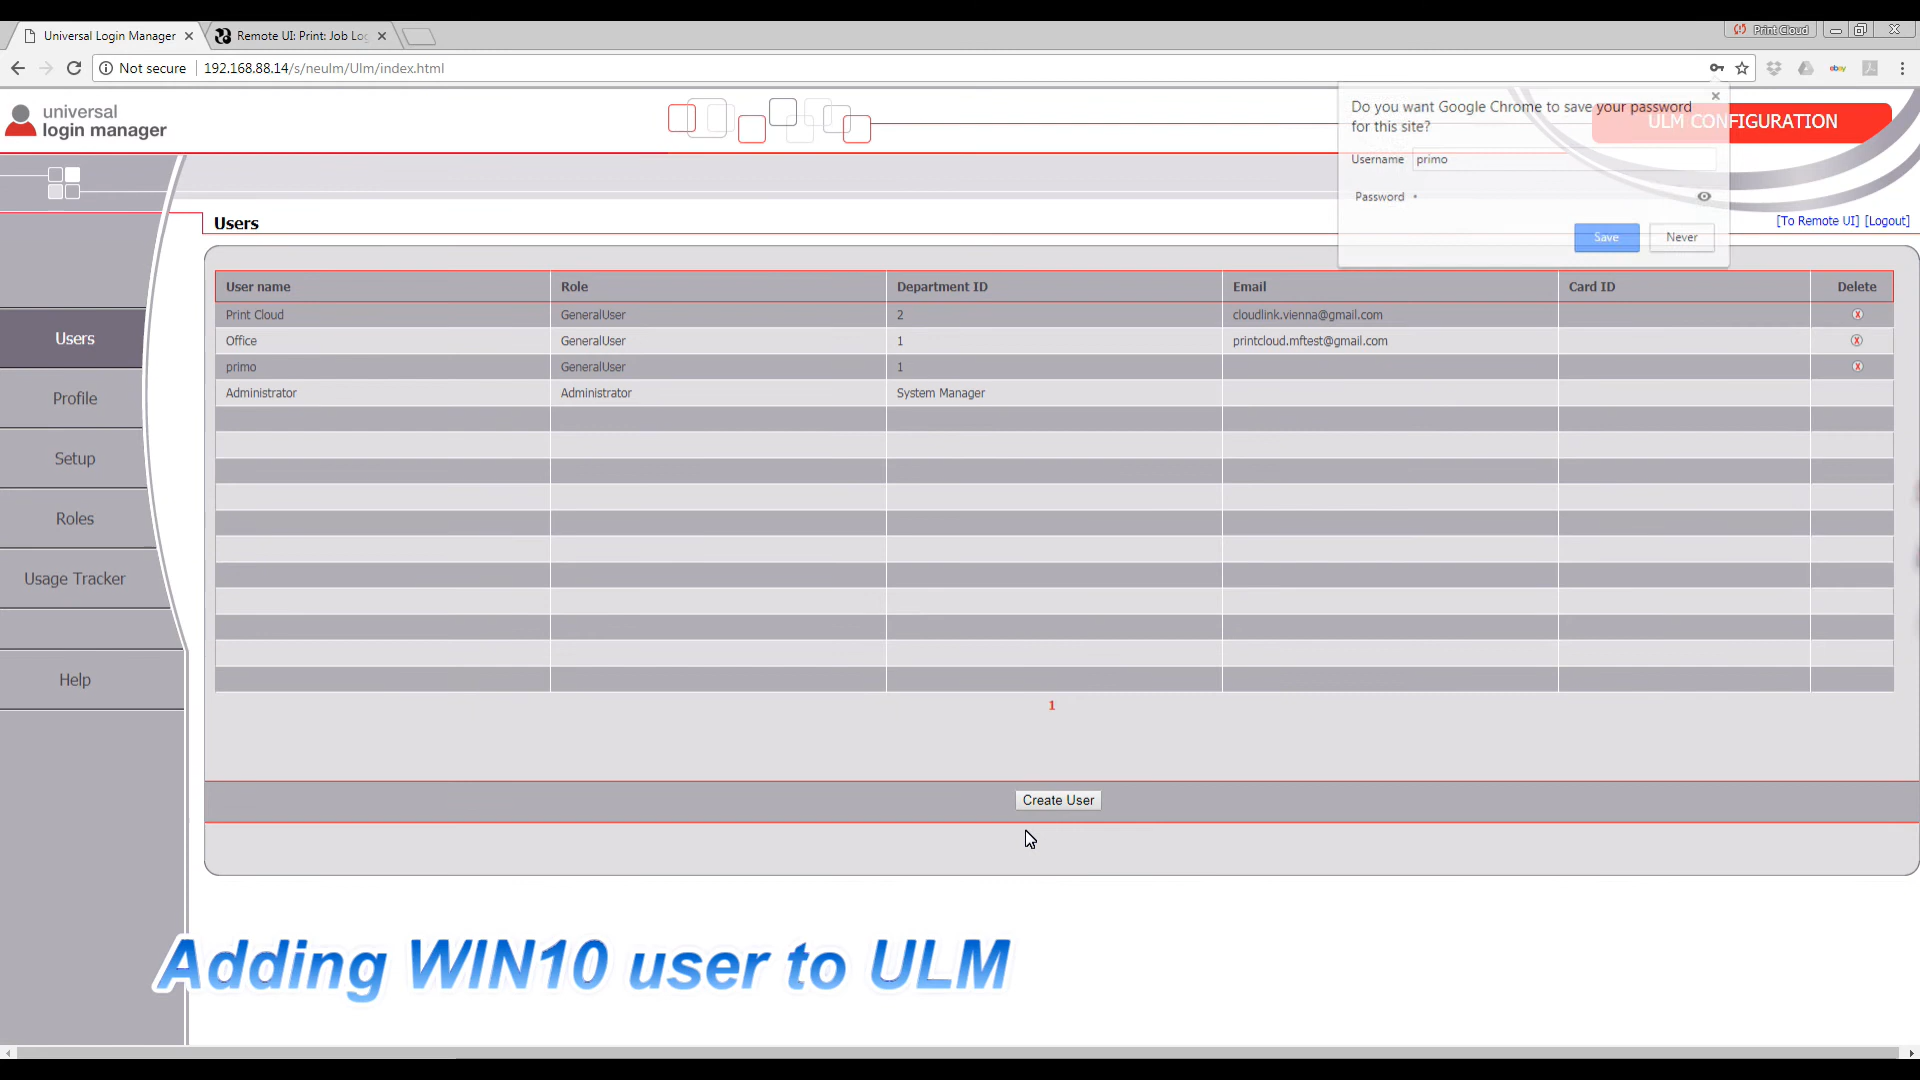 Universal Login Manager
Remote UI: Print: Job Log
Print Cloud
Not secure
192.168.88.14/s/neulm/Ulm/index.html
ebay
universal
login manager
Do you want Google Chrome to save your password
for this site?
Username primo
Password •
Save Never
ULM CONFIGURATION
[To Remote UI] [Logout]
Users
User name Role Department ID Email Card ID Delete
Print Cloud GeneralUser 2 cloudlink.vienna@gmail.com
Office GeneralUser 1 printcloud.mftest@gmail.com
primo GeneralUser 1
Administrator Administrator System Manager
Users
Profile
Setup
Roles
Usage Tracker
Help
1
Create User
Adding WIN10 user to ULM